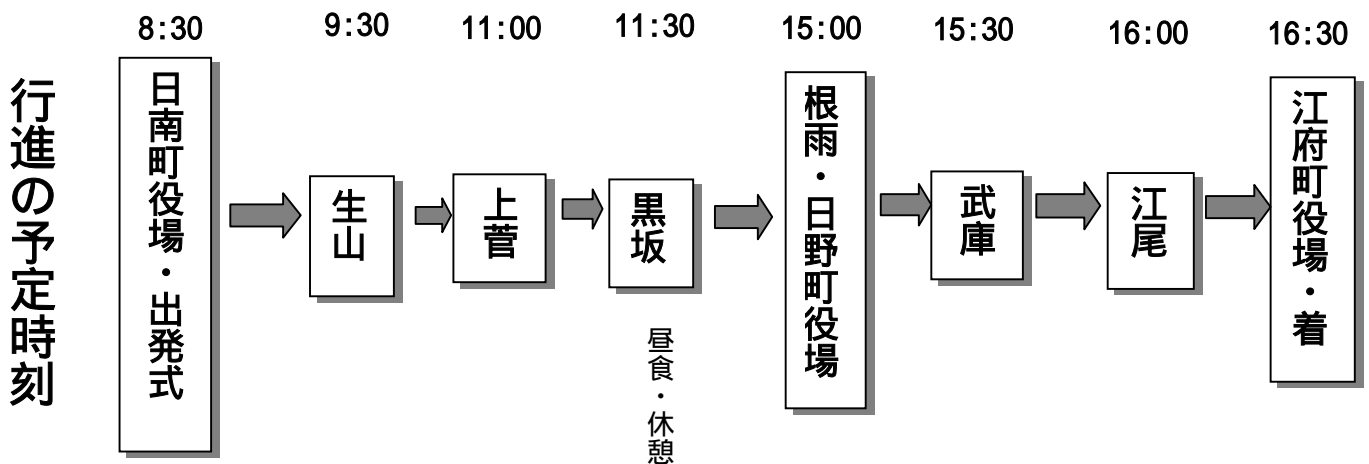 行進の予定時刻
8:30
日南町役場・出発式
9:30
生山
11:00
上菅
11:30
黒坂
昼食・休憩
15:00
根雨・日野町役場
15:30
武庫
16:00
江尾
16:30
江府町役場・着